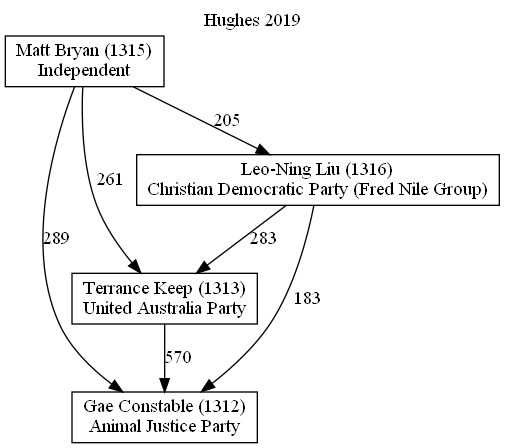 Hughes 2019
Matt Bryan (1315)
Independent
205
Leo-Ning Liu (1316)
Christian Democratic Party (Fred Nile Group)
261
289
283
183
Terrance Keep (1313)
United Australia Party
570
Gae Constable (1312)
Animal Justice Party